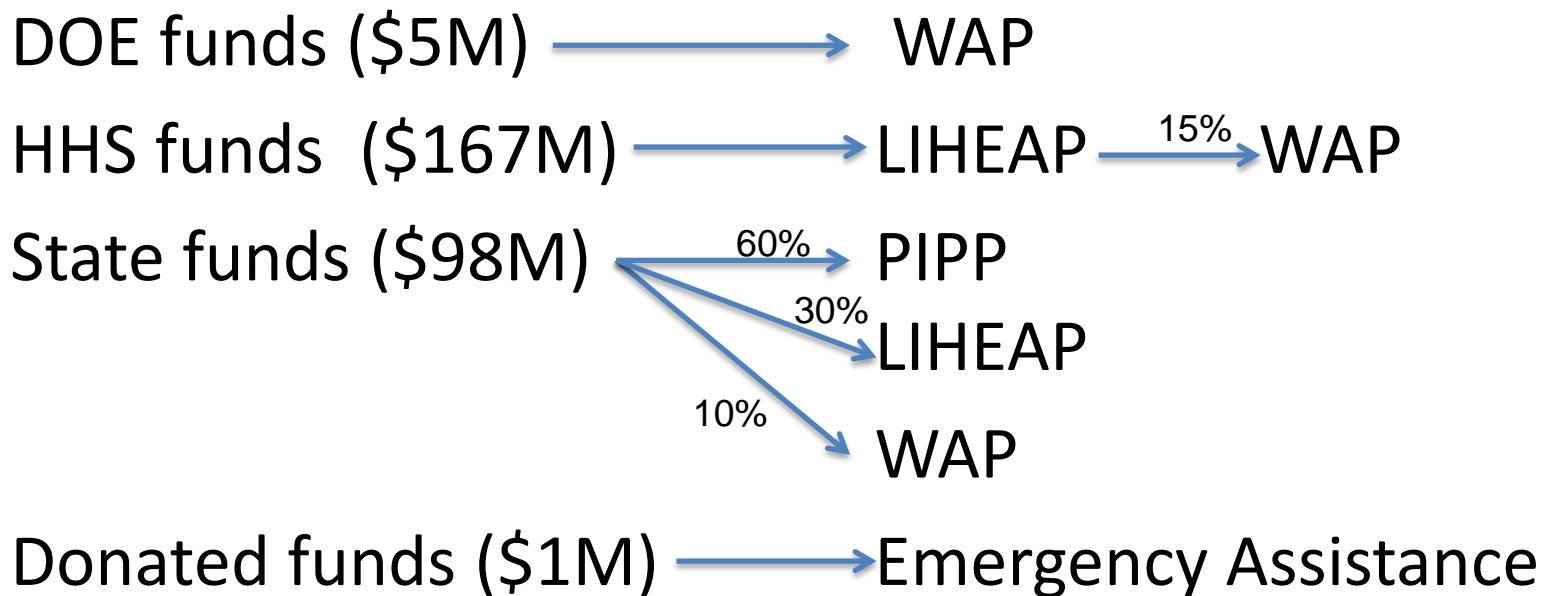 DOE funds ($5M) WAP
HHS funds ($167M) LIHEAP 15% WAP
State funds ($98M) 60% PIPP
30% LIHEAP
10% WAP
Donated funds ($1M) Emergency Assistance